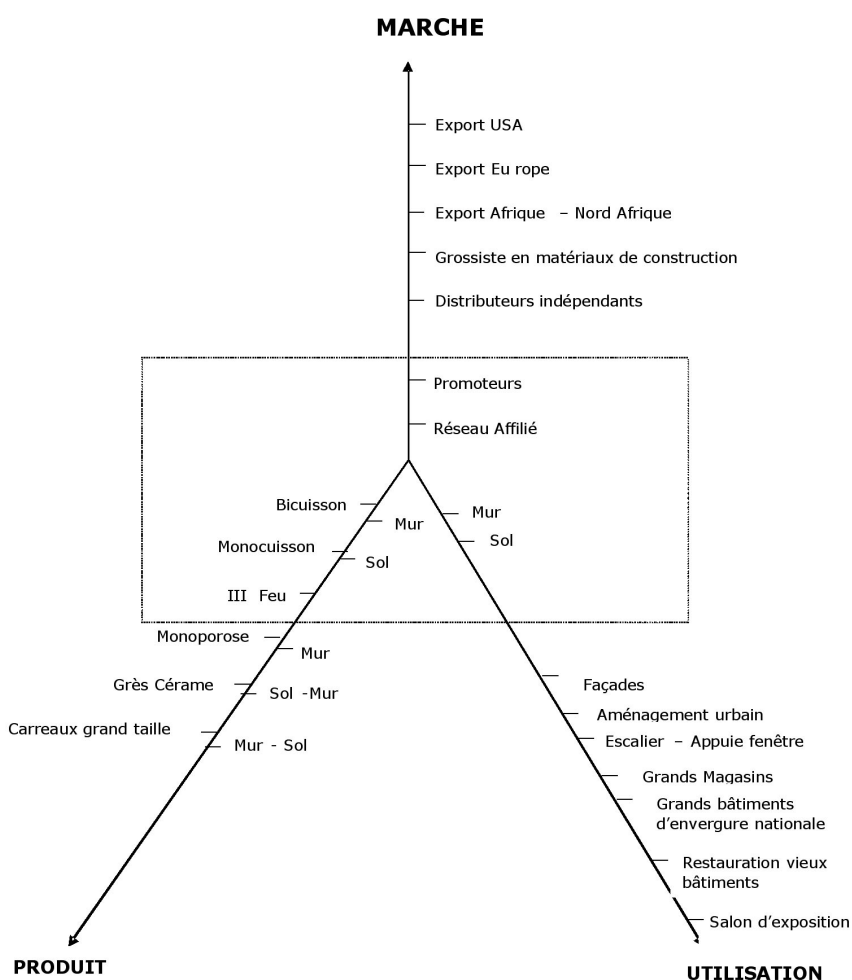 MARCHE
Export USA
Export Eu rope
Export Afrique – Nord Afrique
Grossiste en matériaux de construction
Distributeurs indépendants
Promoteurs
Réseau Affilié
Bicuisson
Mur
Monocuisson
Sol
III Feu
Monoporose
Mur
Grès Cérame
Sol -Mur
Carreaux grand taille
Mur - Sol
PRODUIT
Mur
Sol
Façades
Aménagement urbain
Escalier – Appuie fenêtre
Grands Magasins
Grands bâtiments
d’envergure nationale
Restauration vieux
bâtiments
Salon d’exposition
UTILISATION